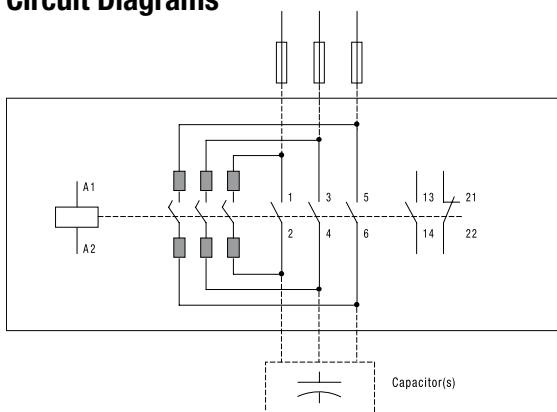 Circuit Diagrams
A1
1 3 5 13 21
2 4 6 14 22
A2
Capacitor(s)